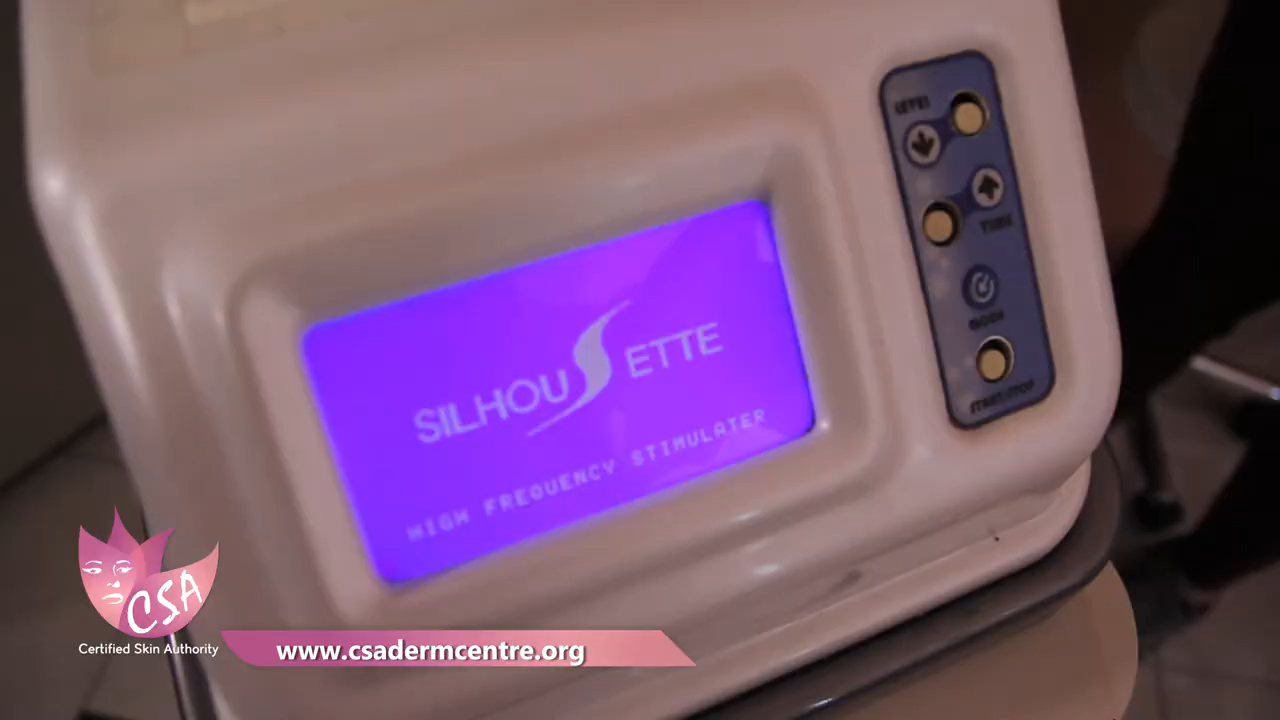 LEVEL
TIME
MODE
START/STOP
SILHOUSETTE
HIGH FREQUENCY STIMULATER
CSA
Certified Skin Authority
www.csadermcentre.org